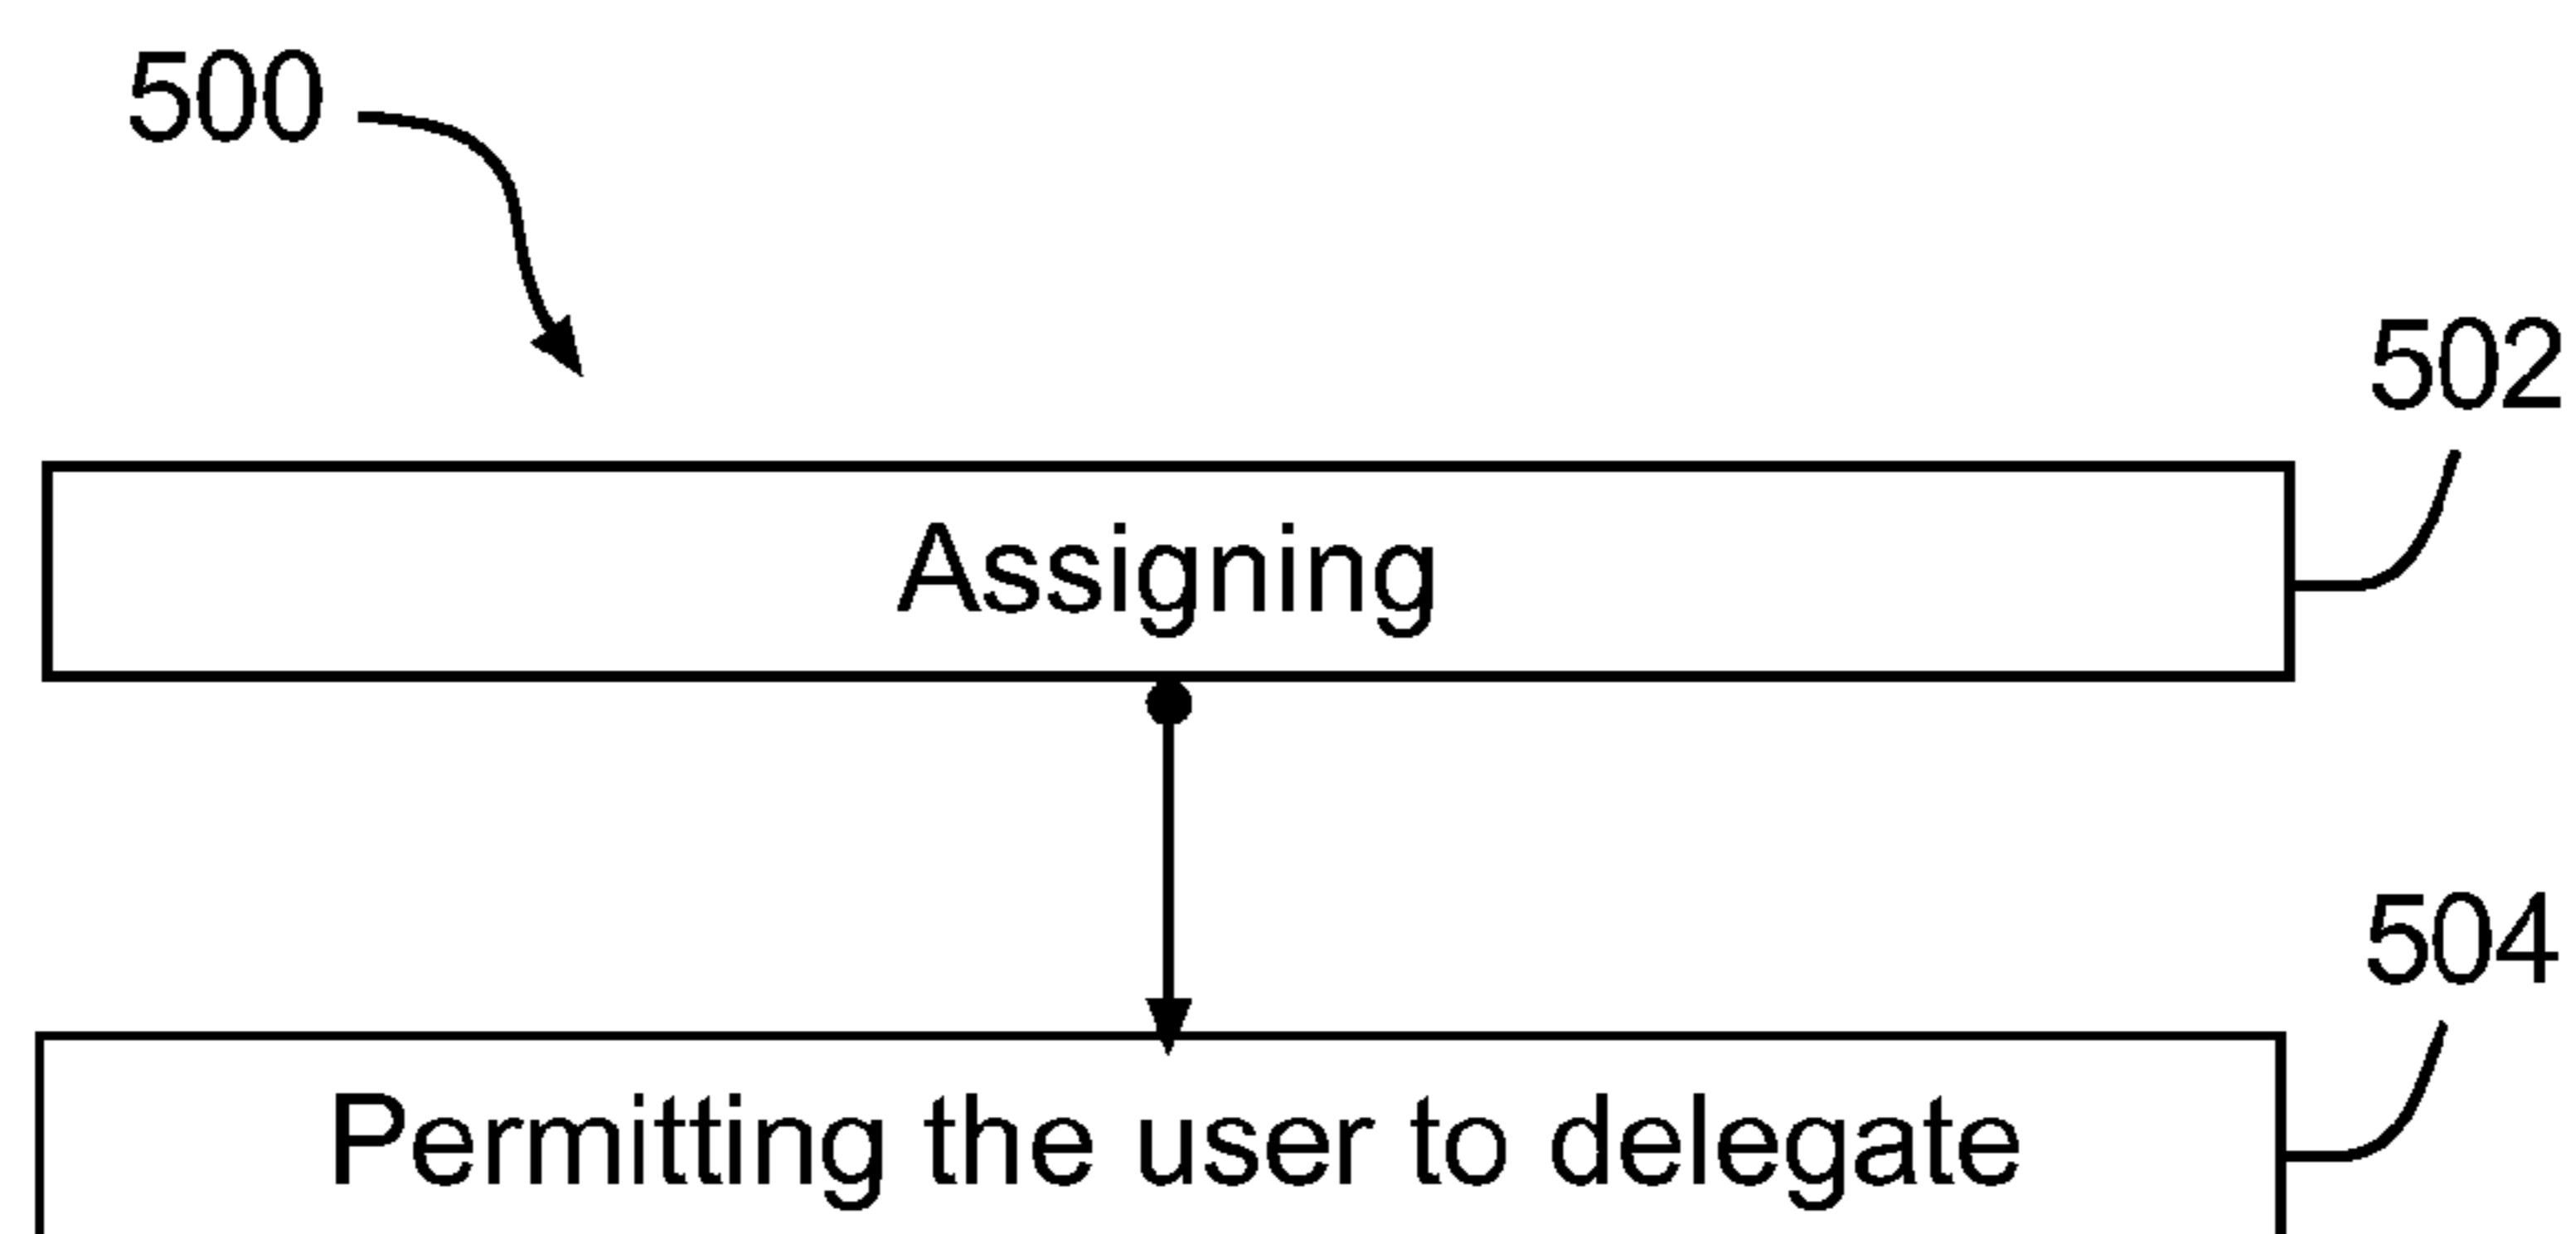 500
502
Assigning
504
Permitting the user to delegate